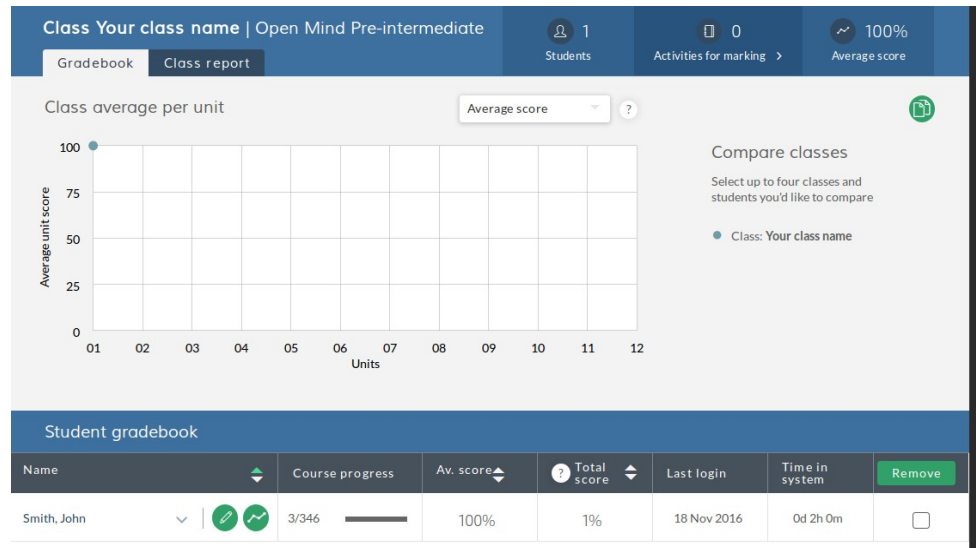 Class Your class name | Open Mind Pre-intermediate
1
Students
0
Activities for marking >
100%
Average score
Gradebook
Class report
Class average per unit
Average score
?
100
75
50
25
0
Average unit score
01 02 03 04 05 06 07 08 09 10 11 12
Units
Compare classes
Select up to four classes and
students you'd like to compare
Class: Your class name
Student gradebook
Name
Course progress
Av. score
? Total
score
Last login
Time in
system
Remove
Smith, John
3/346
100%
1%
18 Nov 2016
0d 2h 0m